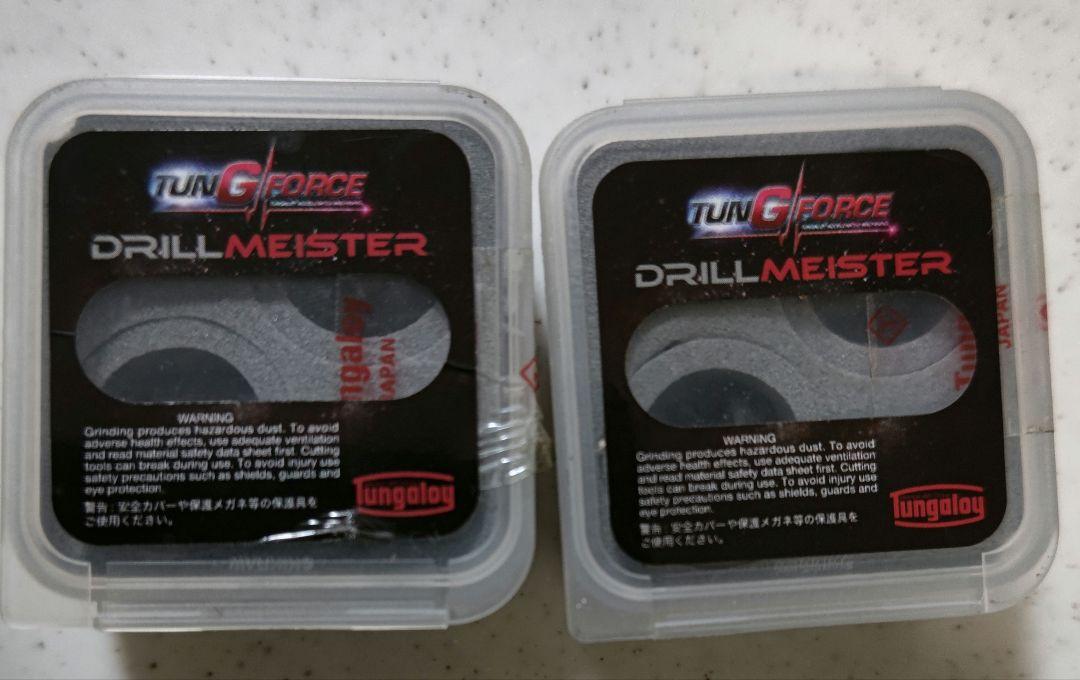 TUNGFORCE
DRILLMEISTER
ngaloy
JAPAN
WARNING
Grinding produces hazardous dust. To avoid
adverse health effects, use adequate ventilation
and read material safety data sheet first. Cutting
tools can break during use. To avoid injury use
safety precautions such as shields, guards and
eye protection.
警告 : 安全カバーや保護メガネ等の保護具を
ご使用ください。
Tungaloy
TUNGFORCE
DRILLMEISTER
JAPAN
Tung
WARNING
Grinding produces hazardous dust. To avoid
adverse health effects, use adequate ventilation
and read material safety data sheet first. Cutting
tools can break during use. To avoid injury use
safety precautions such as shields, guards and
eye protection.
警告 : 安全カバーや保護メガネ等の保護具を
ご使用ください。
Tungaloy